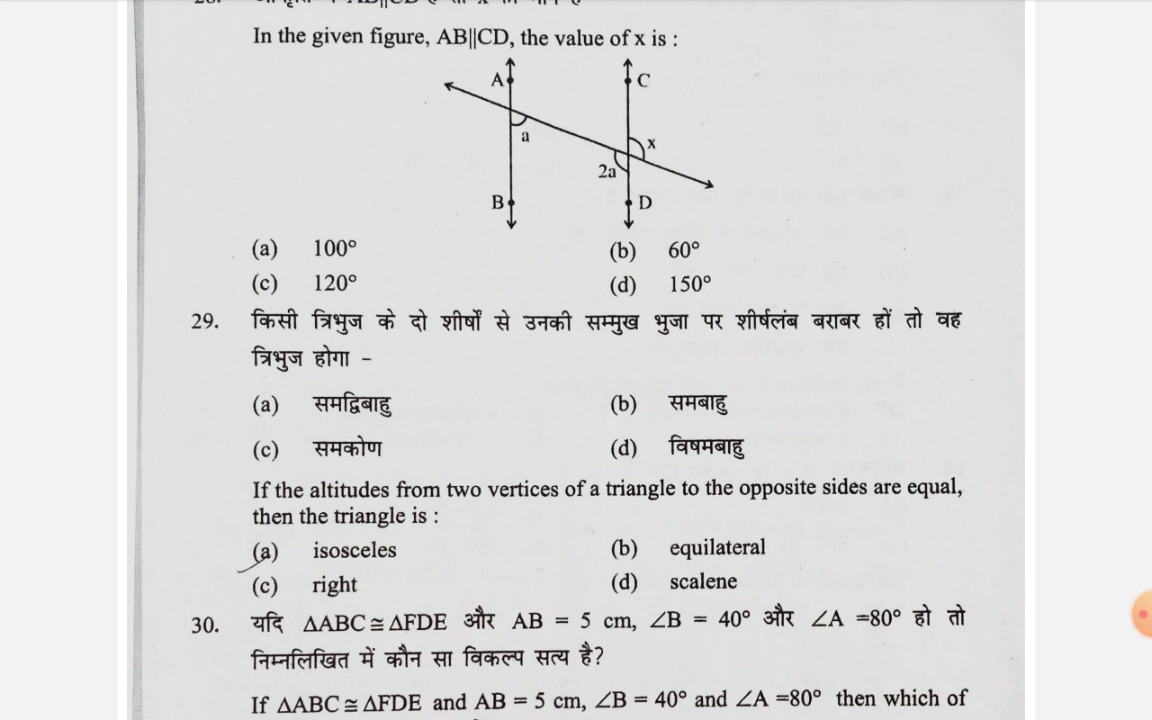 In the given figure, AB||CD, the value of x is :
A
C
a
x
2a
B
D
(a) 100° (b) 60°
(c) 120° (d) 150°
29. किसी त्रिभुज के दो शीर्षों से उनकी सम्मुख भुजा पर शीर्षलंब बराबर हों तो वह
त्रिभुज होगा -
(a) समद्विबाहु (b) समबाहु
(c) समकोण (d) विषमबाहु
If the altitudes from two vertices of a triangle to the opposite sides are equal,
then the triangle is :
(a) isosceles (b) equilateral
(c) right (d) scalene
30. यदि ΔABC≅ΔFDE और AB = 5 cm, ∠B = 40° और ∠A =80° हो तो
निम्नलिखित में कौन सा विकल्प सत्य है?
If ΔABC≅ΔFDE and AB = 5 cm, ∠B = 40° and ∠A =80° then which of